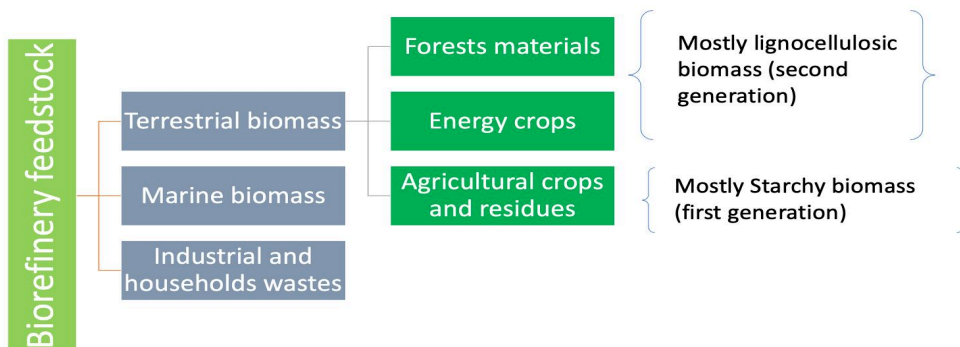 Biorefinery feedstock
Terrestrial biomass
Marine biomass
Industrial and
households wastes
Forests materials
Energy crops
Agricultural crops
and residues
Mostly lignocellulosic
biomass (second
generation)
Mostly Starchy biomass
(first generation)